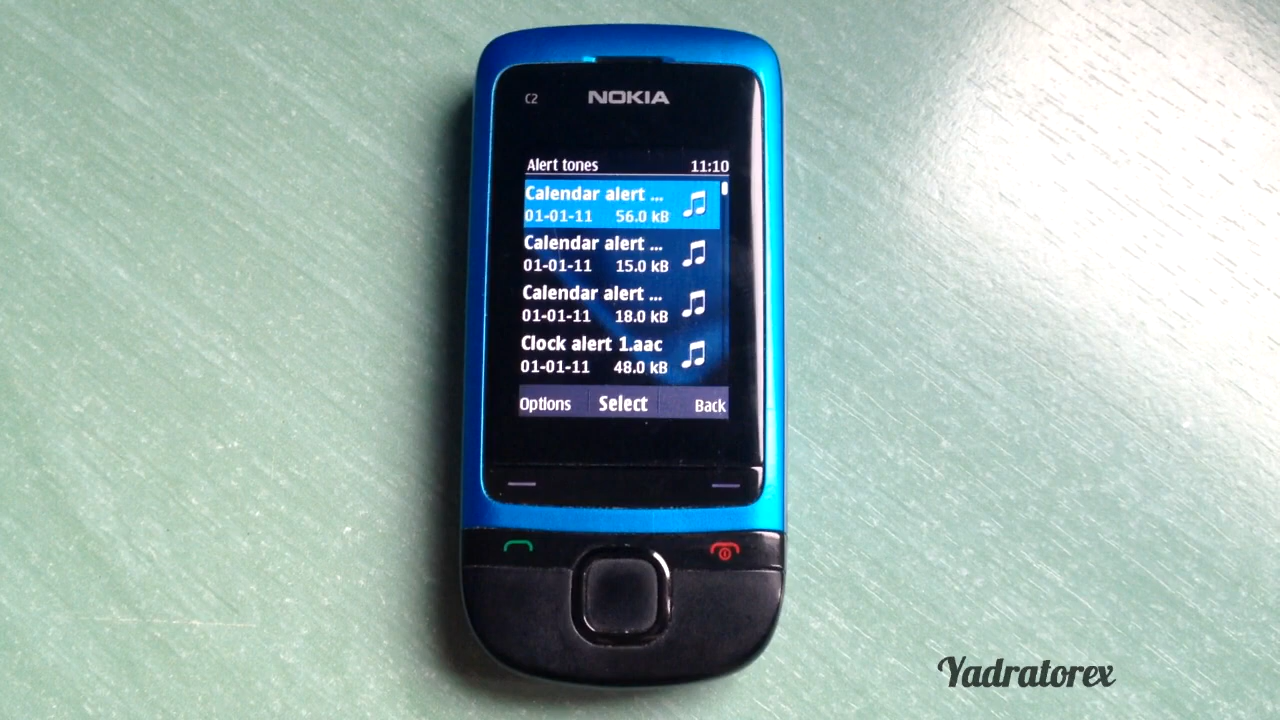 C2 NOKIA
Alert tones 11:10
Calendar alert ...
01-01-11 56.0 kB
Calendar alert ...
01-01-11 15.0 kB
Calendar alert ...
01-01-11 18.0 kB
Clock alert 1.aac
01-01-11 48.0 kB
Options Select Back
Yadratorex